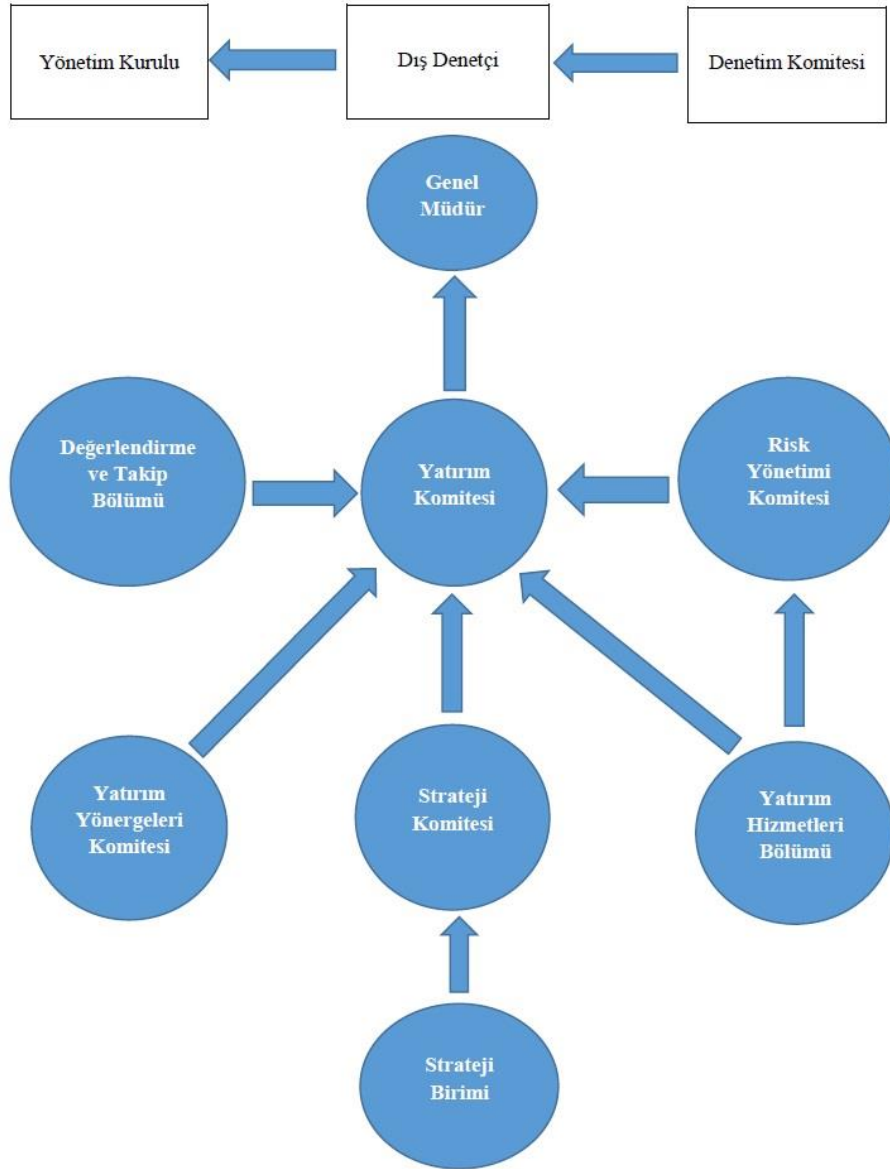 Yönetim Kurulu
Dış Denetçi
Denetim Komitesi
Genel
Müdür
Değerlendirme
ve Takip
Bölümü
Yatırım
Komitesi
Risk
Yönetimi
Komitesi
Yatırım
Yönergeleri
Komitesi
Strateji
Komitesi
Yatırım
Hizmetleri
Bölümü
Strateji
Birimi